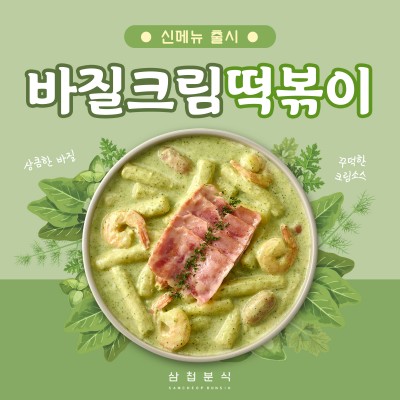 신메뉴 출시
바질크림떡볶이
상큼한 바질
꾸덕한
크림소스
삼첩분식